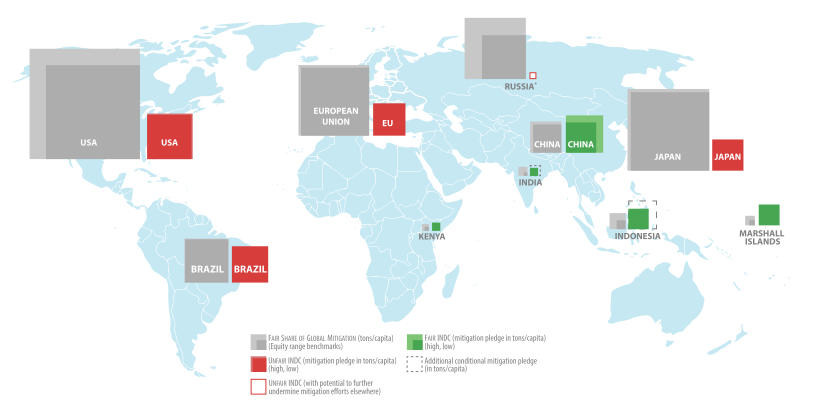 USA
USA
EUROPEAN
UNION
EU
RUSSIA*
CHINA
CHINA
JAPAN
JAPAN
INDIA
KENYA
INDONESIA
MARSHALL
ISLANDS
BRAZIL
BRAZIL
FAIR SHARE OF GLOBAL MITIGATION (tons/capita)
(Equity range benchmarks)
UNFAIR INDC (mitigation pledge in tons/capita)
(high, low)
UNFAIR INDC (with potential to further
undermine mitigation efforts elsewhere)
FAIR INDC (mitigation pledge in tons/capita)
(high, low)
Additional conditional mitigation pledge
(in tons/capita)